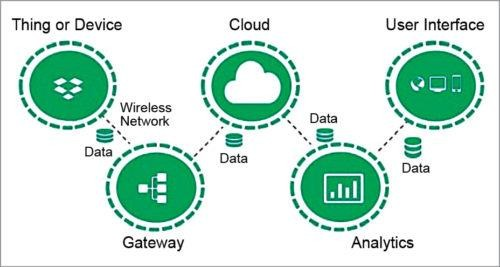 Thing or Device
Cloud
User Interface
Wireless
Network
Data
Data
Data
Data
Gateway
Analytics